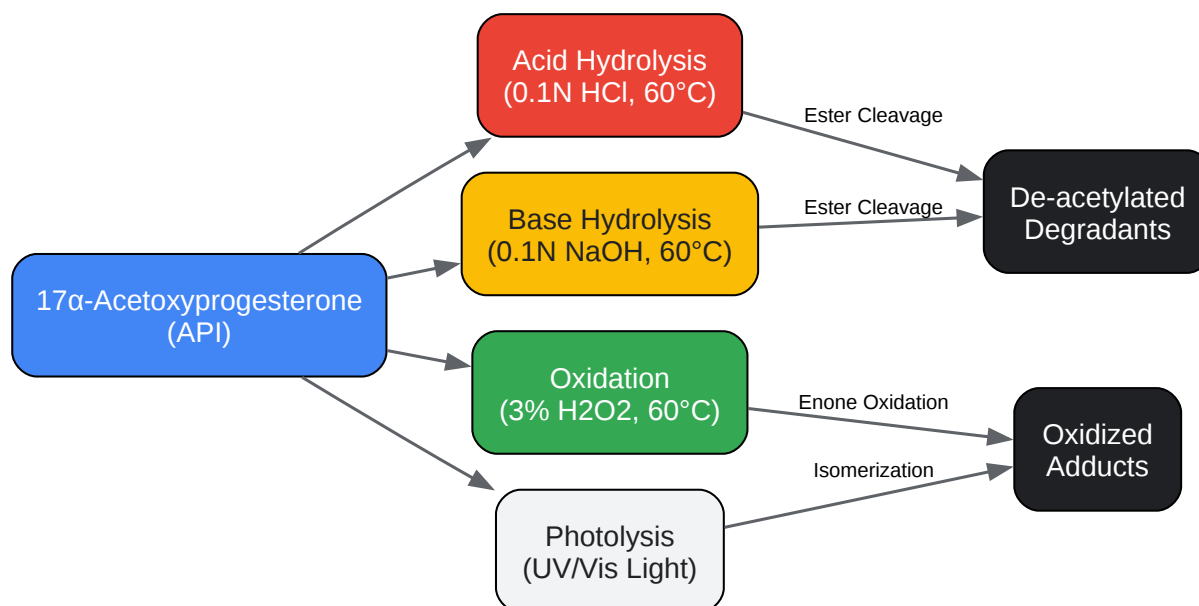 Acid Hydrolysis
(0.1N HCl, 60°C)
Ester Cleavage
Base Hydrolysis
(0.1N NaOH, 60°C)
Ester Cleavage
De-acetylated
Degradants
17α-Acetoxyprogesterone
(API)
Oxidation
(3% H2O2, 60°C)
Enone Oxidation
Oxidized
Adducts
Isomerization
Photolysis
(UV/Vis Light)